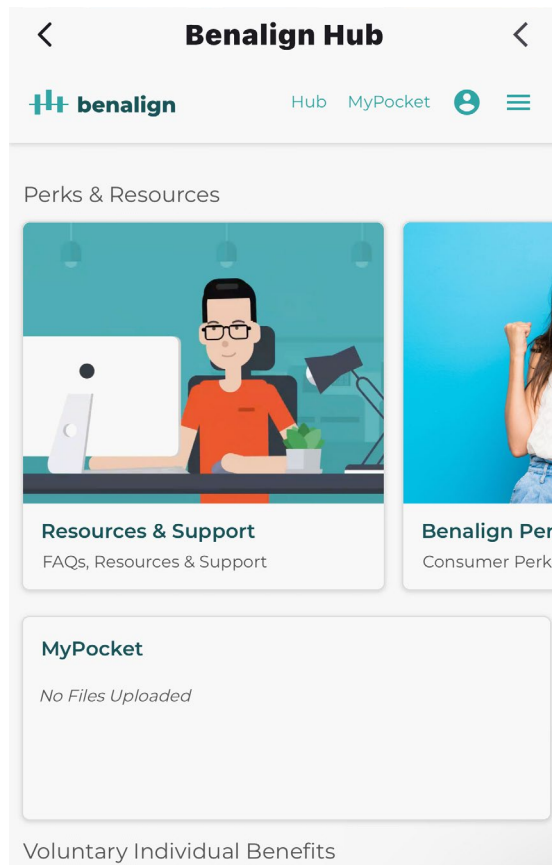 Benalign Hub
benalign
Hub MyPocket
Perks & Resources
Resources & Support
FAQs, Resources & Support
Benalign Per
Consumer Perk
MyPocket
No Files Uploaded
Voluntary Individual Benefits